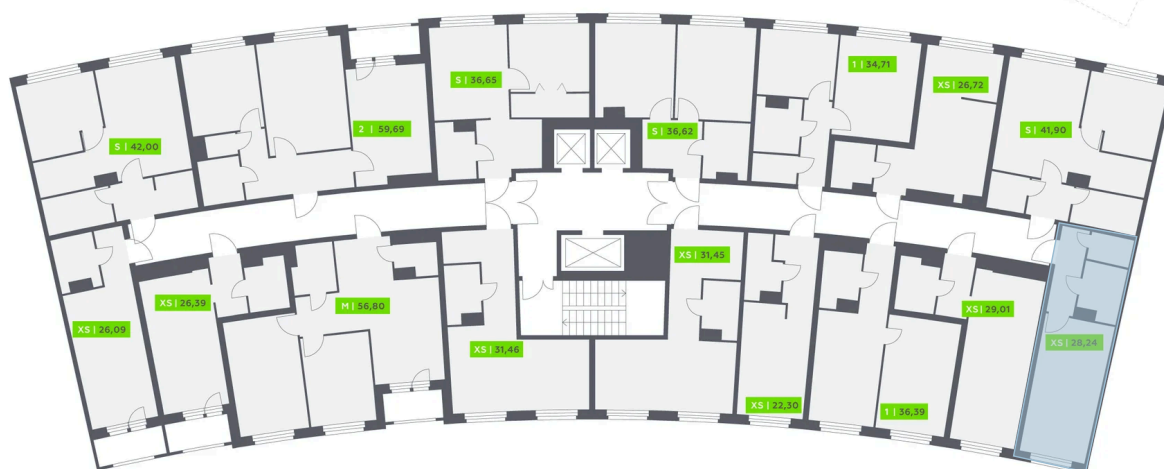 S | 42,00
2 | 59,69
S | 36,65
S | 36,62
1 | 34,71
XS | 26,72
S | 41,90
XS | 26,09
XS | 26,39
M | 56,80
XS | 31,46
XS | 31,45
XS | 22,30
1 | 36,39
XS | 29,01
XS | 28,24